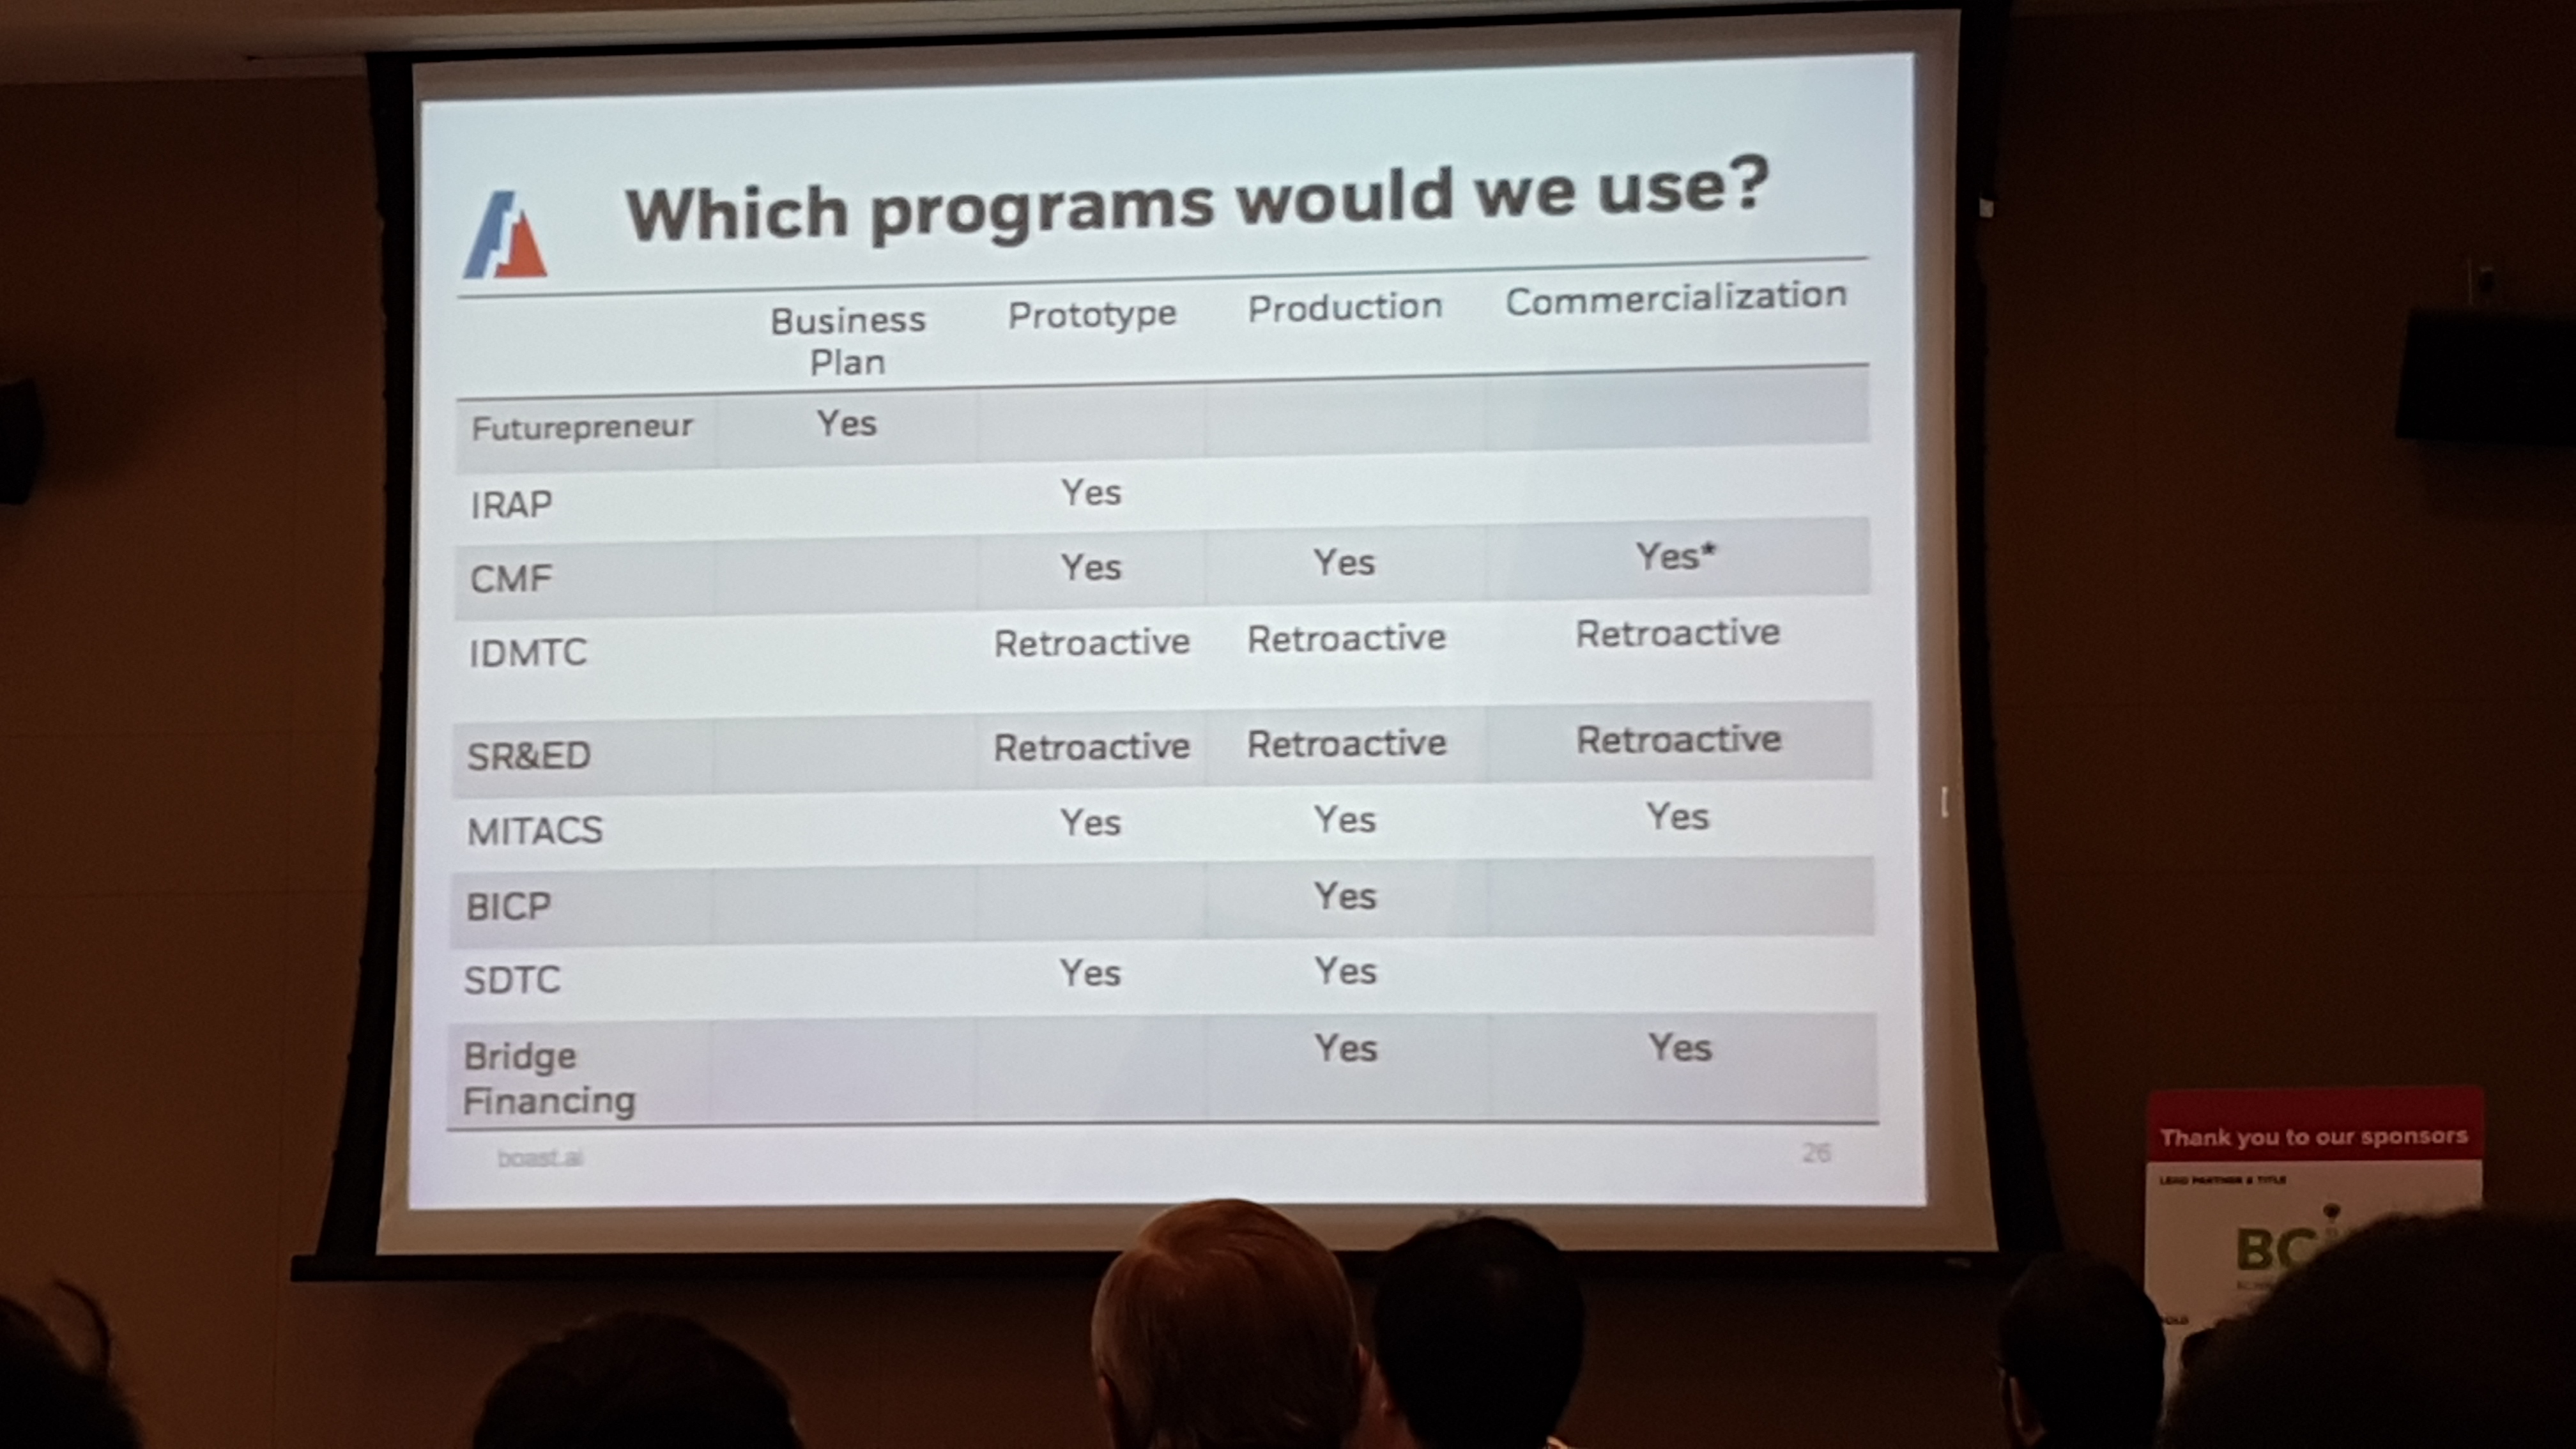 Which programs would we use?
Business Plan Prototype Production Commercialization
Futurepreneur Yes
IRAP Yes
CMF Yes Yes Yes*
IDMTC Retroactive Retroactive Retroactive
SR&ED Retroactive Retroactive Retroactive
MITACS Yes Yes Yes
BICP Yes
SDTC Yes Yes
Bridge Financing Yes Yes
boast.ai 26
Thank you to our sponsors
LEAD PARTNER & TITLE
BC